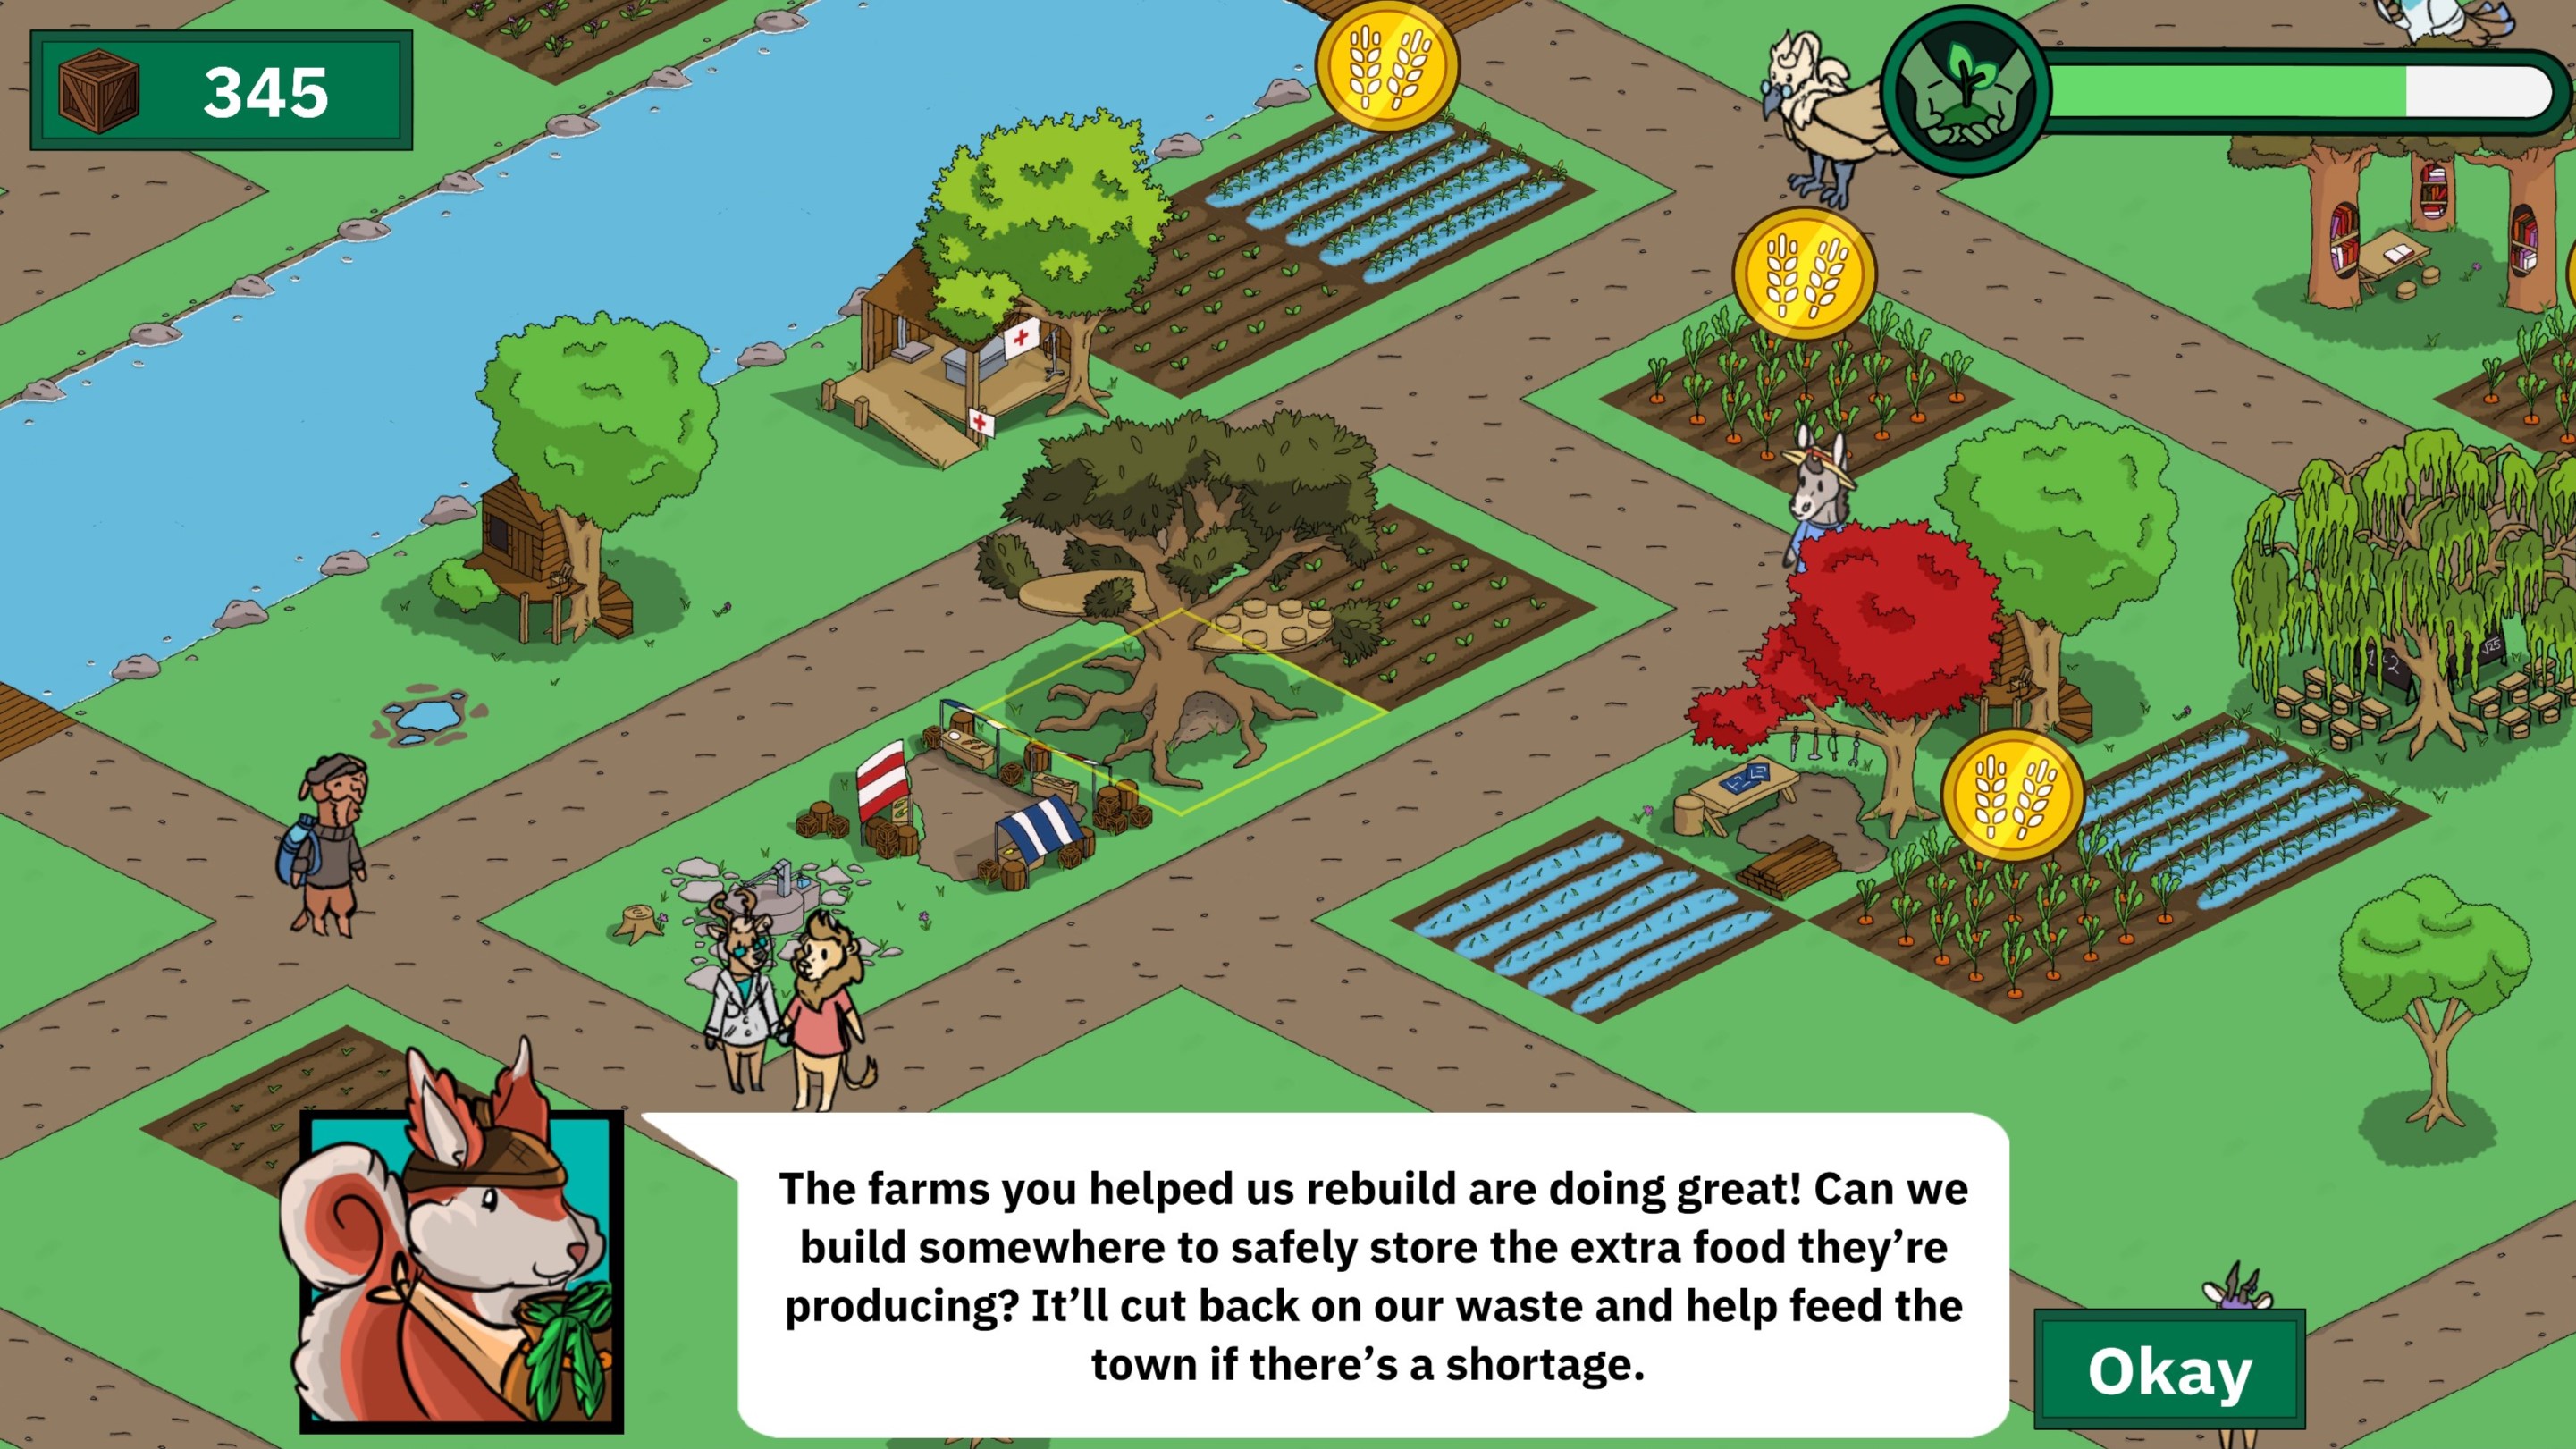 345
The farms you helped us rebuild are doing great! Can we
build somewhere to safely store the extra food they’re
producing? It’ll cut back on our waste and help feed the
town if there’s a shortage.
Okay